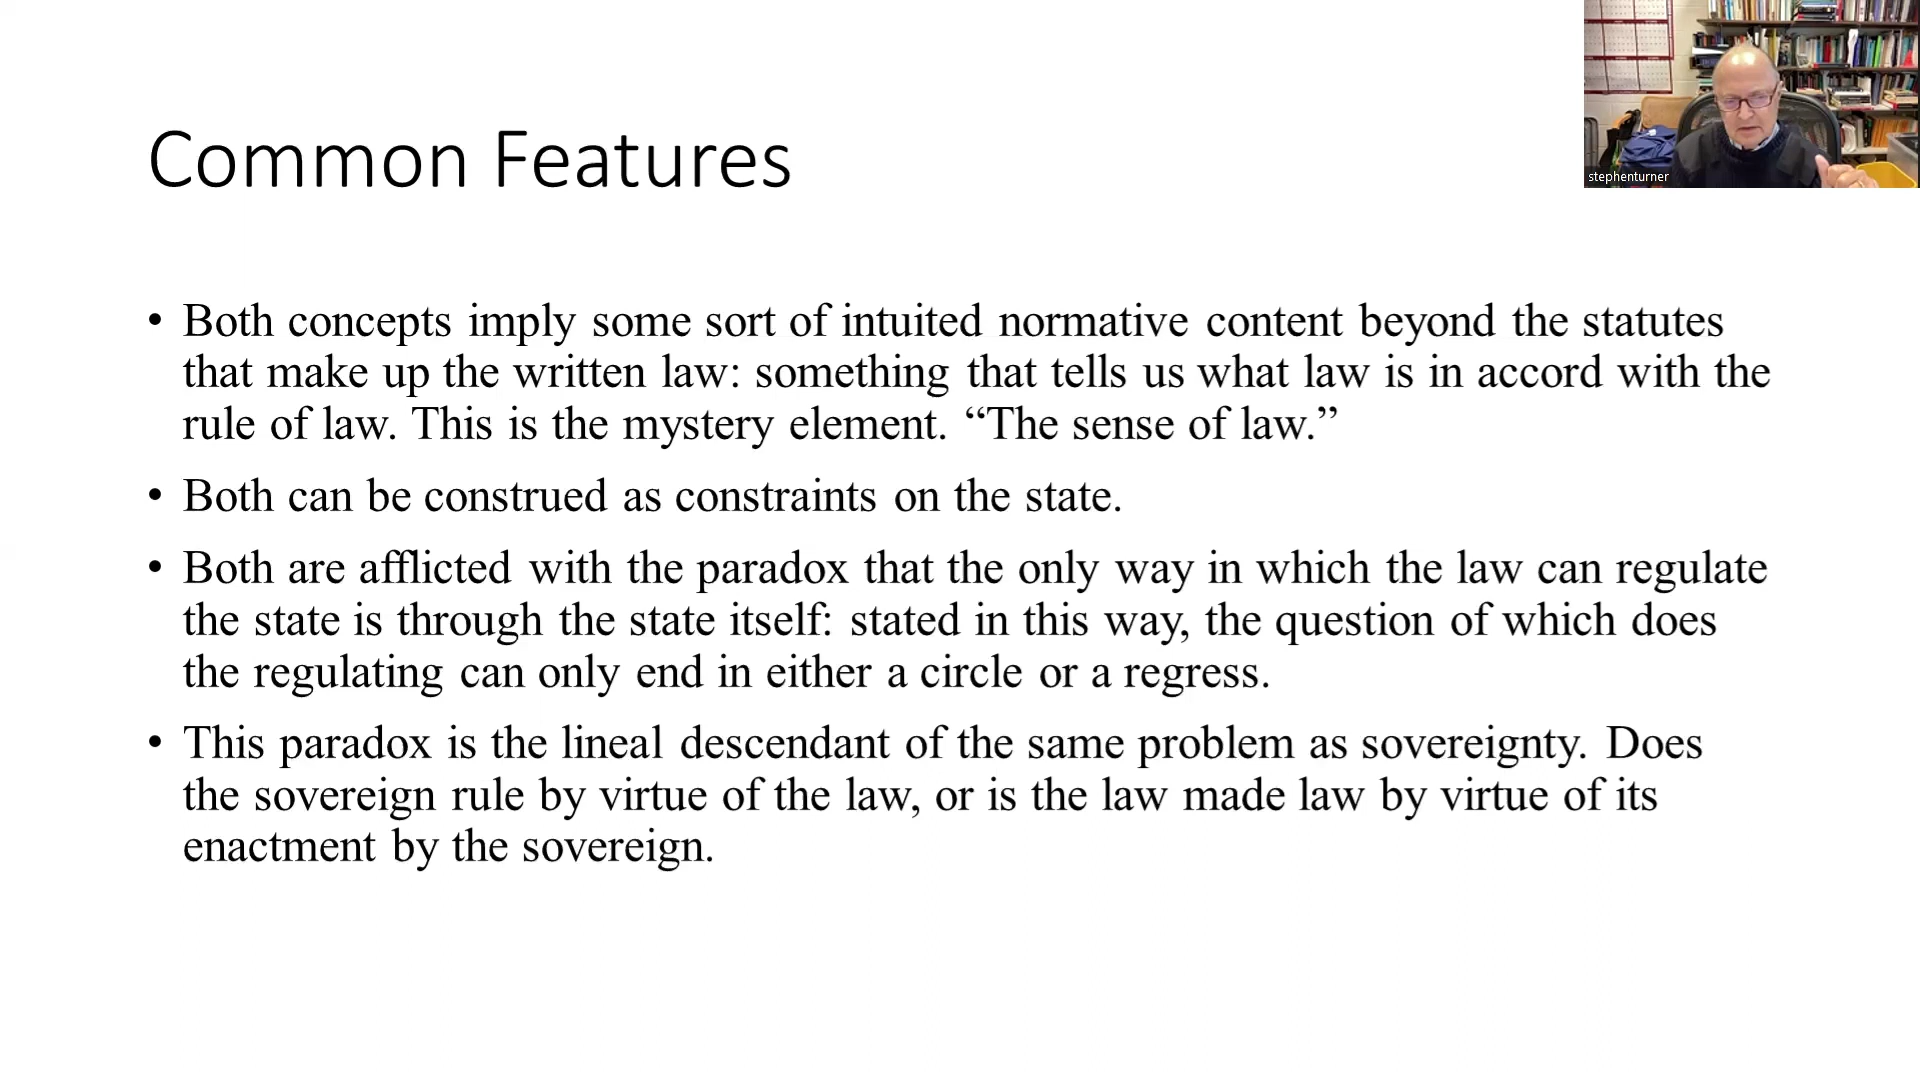 Common Features
stephenturner
• Both concepts imply some sort of intuited normative content beyond the statutes
that make up the written law: something that tells us what law is in accord with the
rule of law. This is the mystery element. “The sense of law.”
• Both can be construed as constraints on the state.
• Both are afflicted with the paradox that the only way in which the law can regulate
the state is through the state itself: stated in this way, the question of which does
the regulating can only end in either a circle or a regress.
• This paradox is the lineal descendant of the same problem as sovereignty. Does
the sovereign rule by virtue of the law, or is the law made law by virtue of its
enactment by the sovereign.